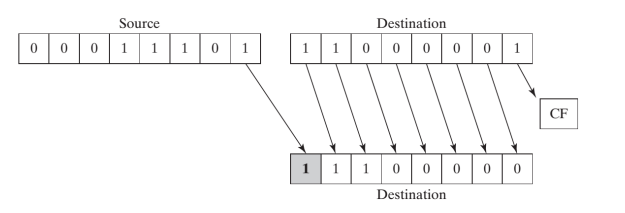 Source Destination
0 0 0 1 1 1 0 1 1 1 0 0 0 0 0 1
CF
1 1 1 0 0 0 0 0
Destination